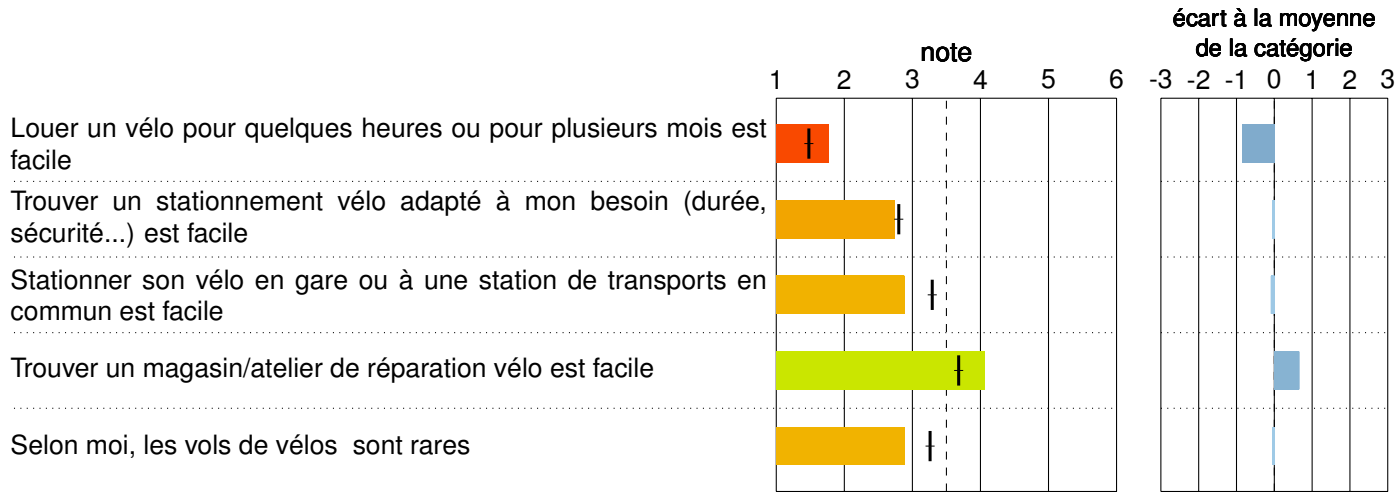 écart à la moyenne
de la catégorie
note
1 2 3 4 5 6
-3 -2 -1 0 1 2 3
Louer un vélo pour quelques heures ou pour plusieurs mois est
facile
Trouver un stationnement vélo adapté à mon besoin (durée,
sécurité...) est facile
Stationner son vélo en gare ou à une station de transports en
commun est facile
Trouver un magasin/atelier de réparation vélo est facile
Selon moi, les vols de vélos  sont rares